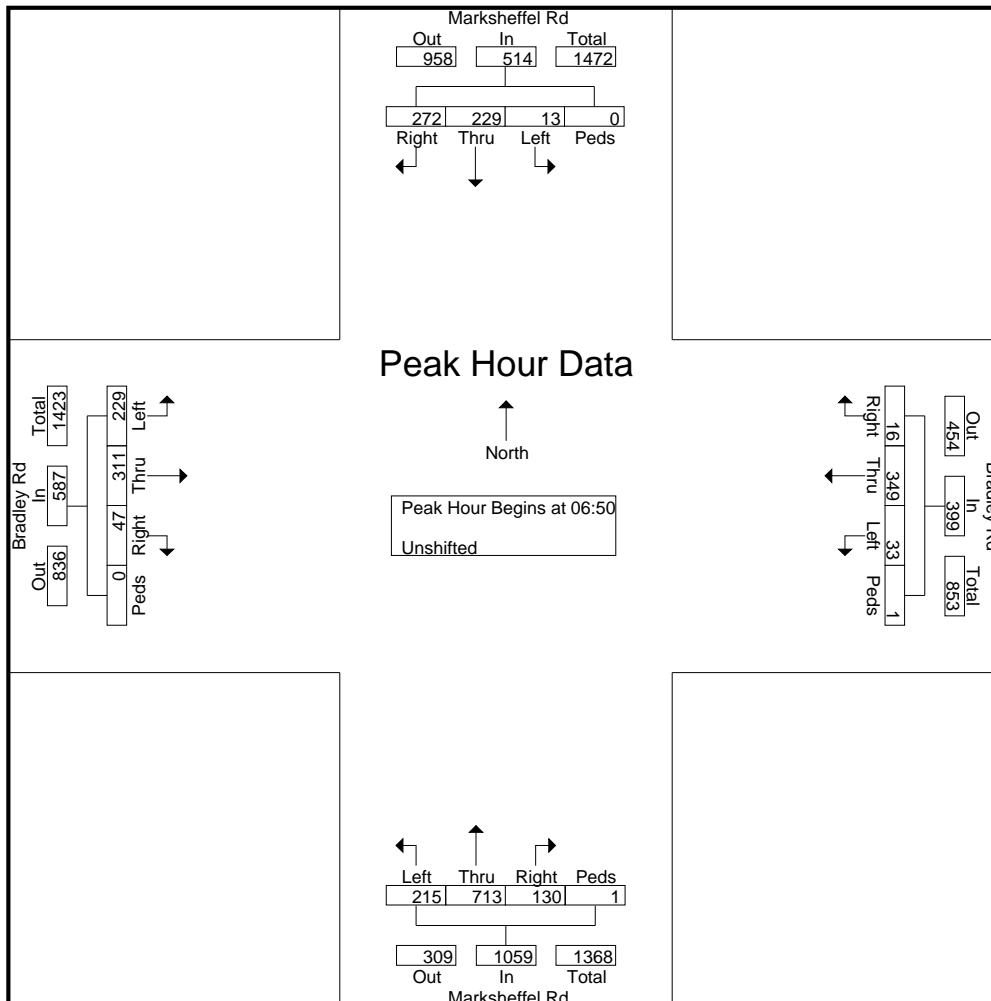 Marksheffel Rd
Out In Total
958 514 1472
272 229 13 0
Right Thru Left Peds
Peak Hour Data
North
Peak Hour Begins at 06:50
Unshifted
Bradley Rd
Total In Out
1423 587 836
229 311 47 0
Left Thru Right Peds
Right Thru Left Peds
16 349 33 1
Out In Total
454 399 853
Bradley Rd
Left Thru Right Peds
215 713 130 1
309 1059 1368
Out In Total
Marksheffel Rd